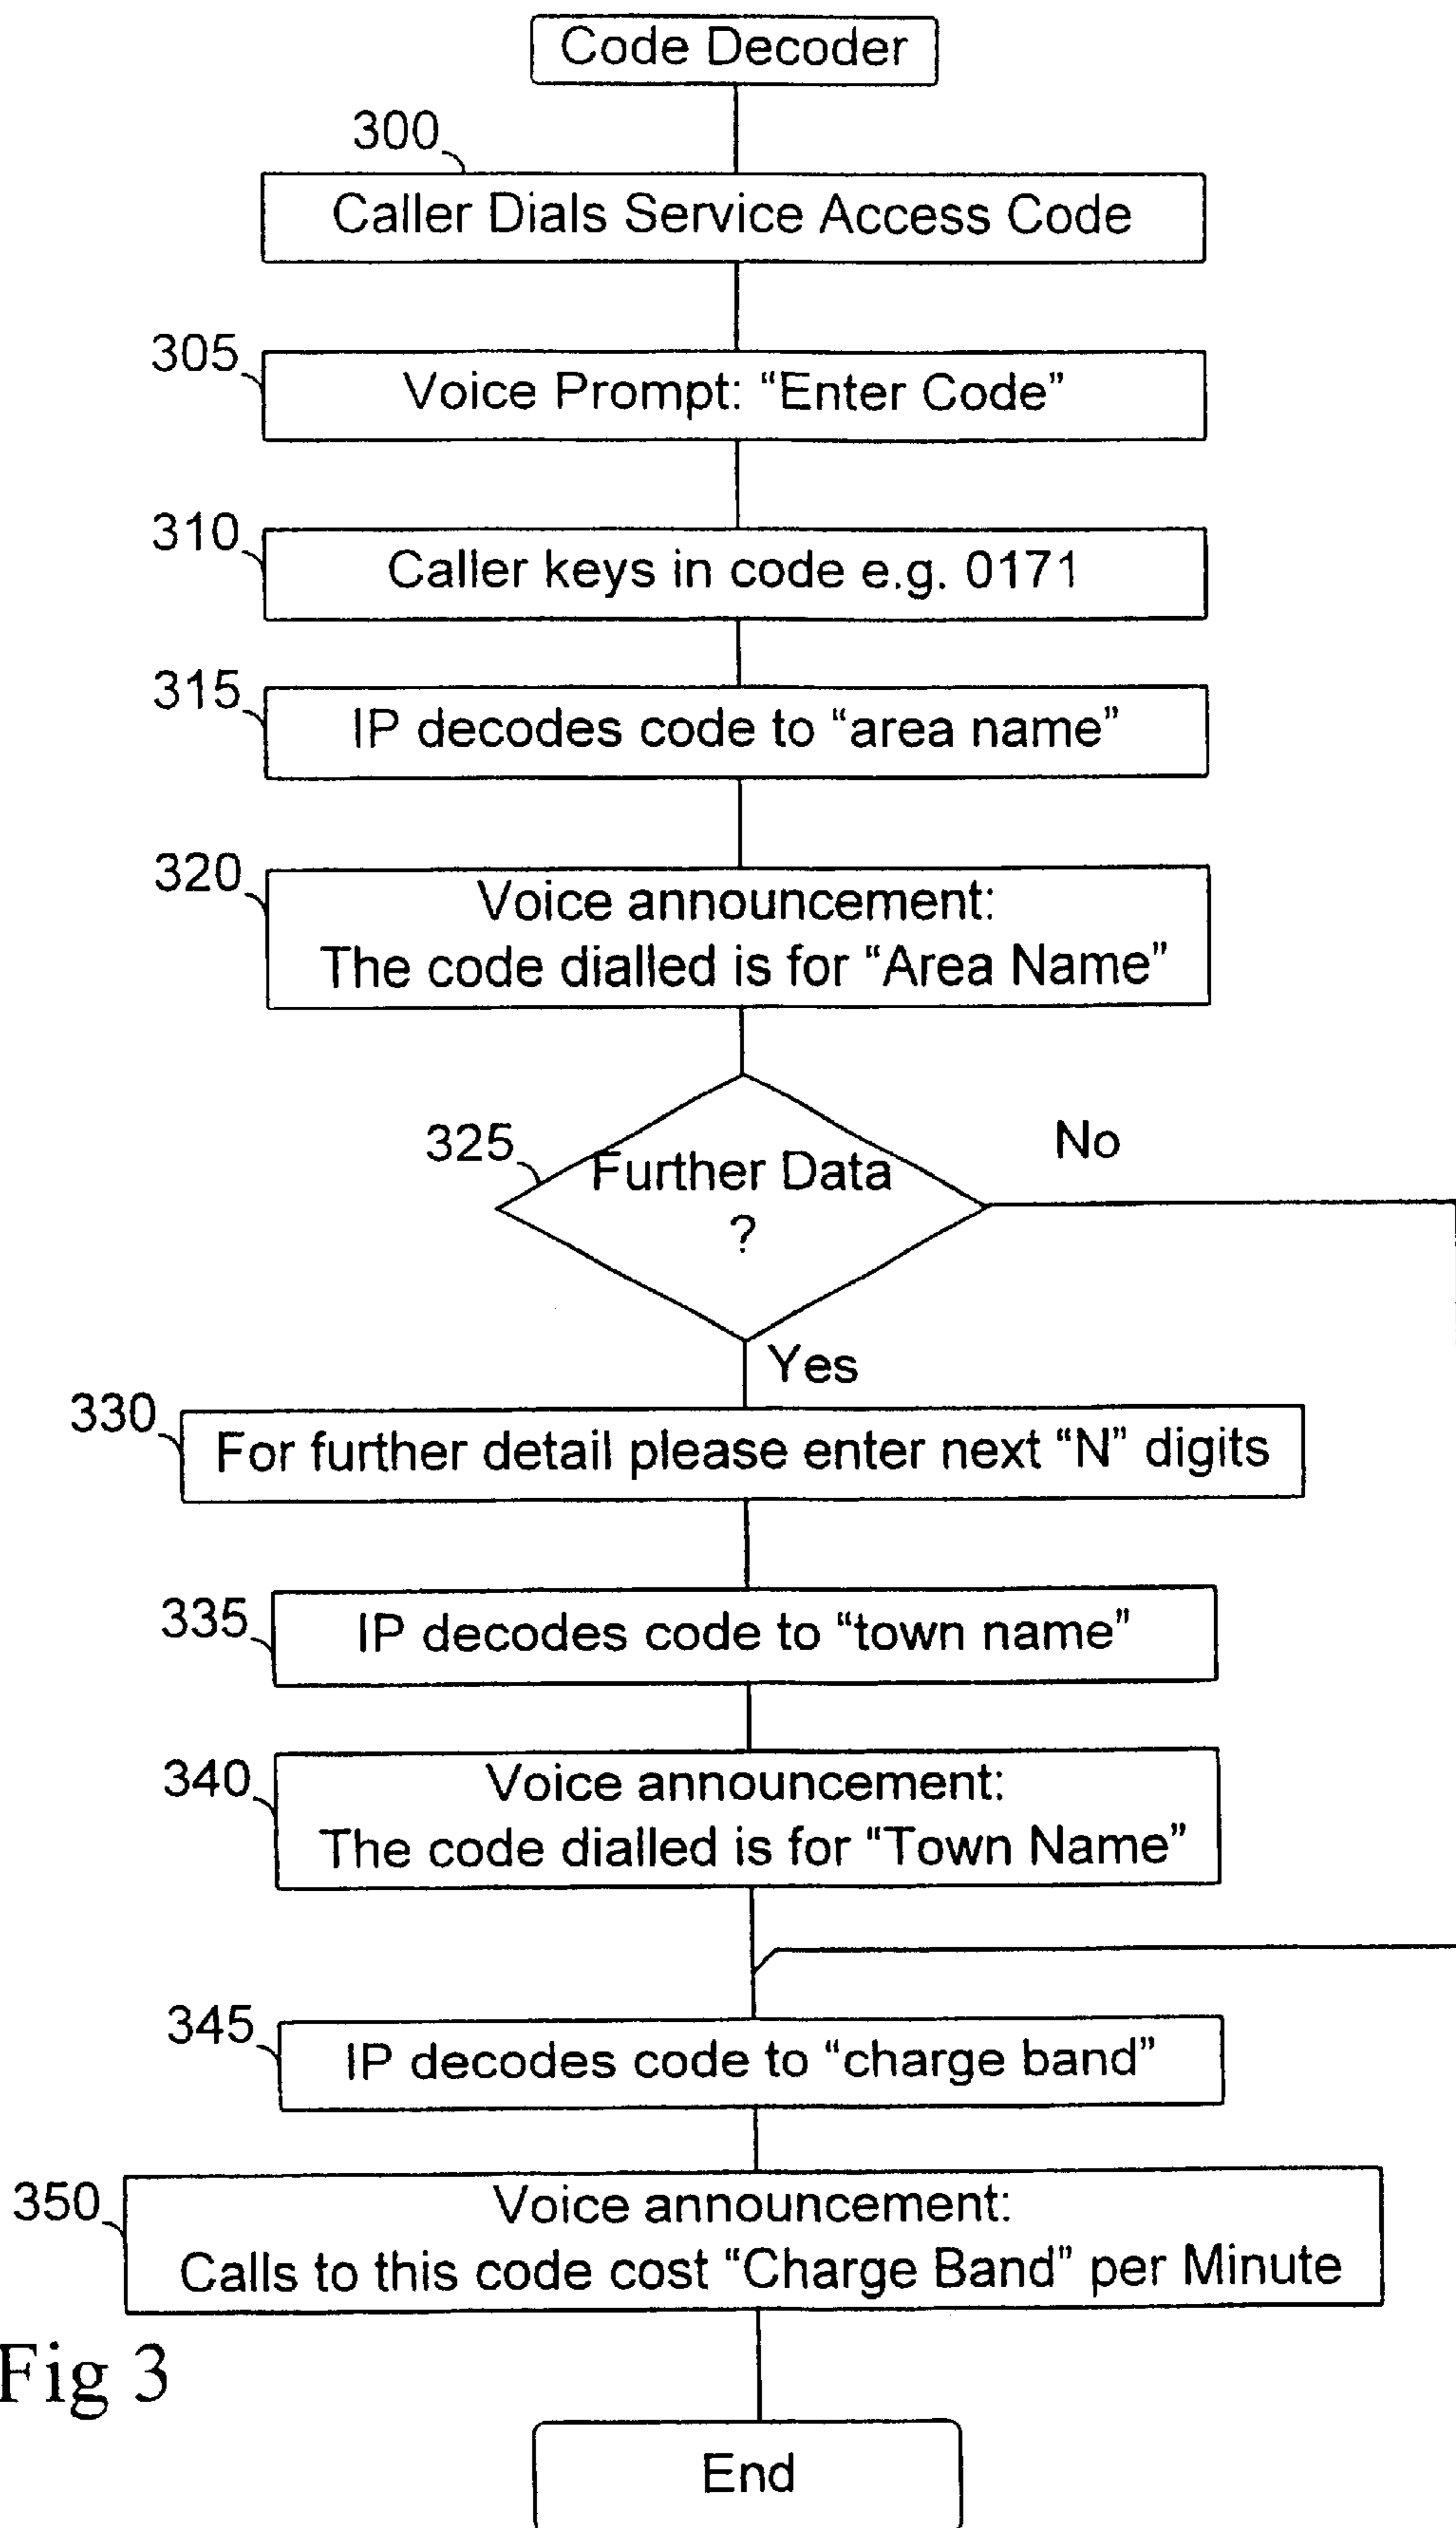 Code Decoder
300
Caller Dials Service Access Code
305
Voice Prompt: “Enter Code”
310
Caller keys in code e.g. 0171
315
IP decodes code to “area name”
320
Voice announcement:
The code dialled is for “Area Name”
325
Further Data
?
No
Yes
330
For further detail please enter next “N” digits
335
IP decodes code to “town name”
340
Voice announcement:
The code dialled is for “Town Name”
345
IP decodes code to “charge band”
350
Voice announcement:
Calls to this code cost “Charge Band” per Minute
Fig 3
End